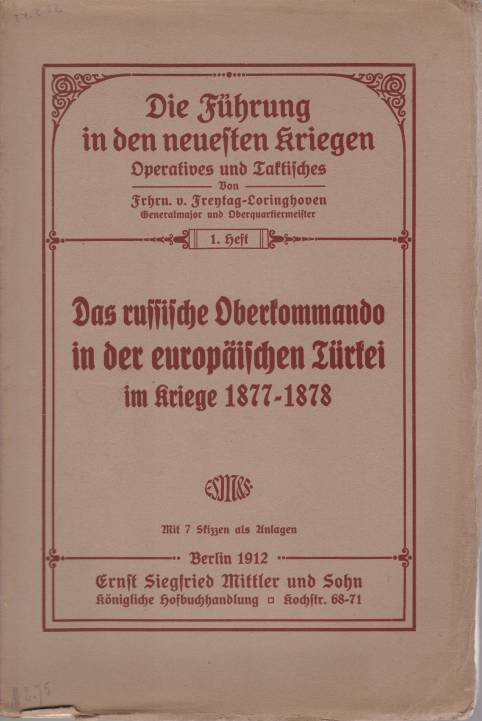 Die Führung
in den neuesten Kriegen
Operatives und Taktisches
Von
Frhrn. v. Freytag-Loringhoven
Generalmajor und Oberquartiermeister
1. Heft
Das russische Oberkommando
in der europäischen Türkei
im Kriege 1877-1878
ESM&S.
Mit 7 Skizzen als Anlagen
Berlin 1912
Ernst Siegfried Mittler und Sohn
Königliche Hofbuchhandlung ¤ Kochstr. 68-71